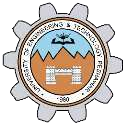 UNIVERSITY OF ENGINEERING & TECHNOLOGY PESHAWAR
1980